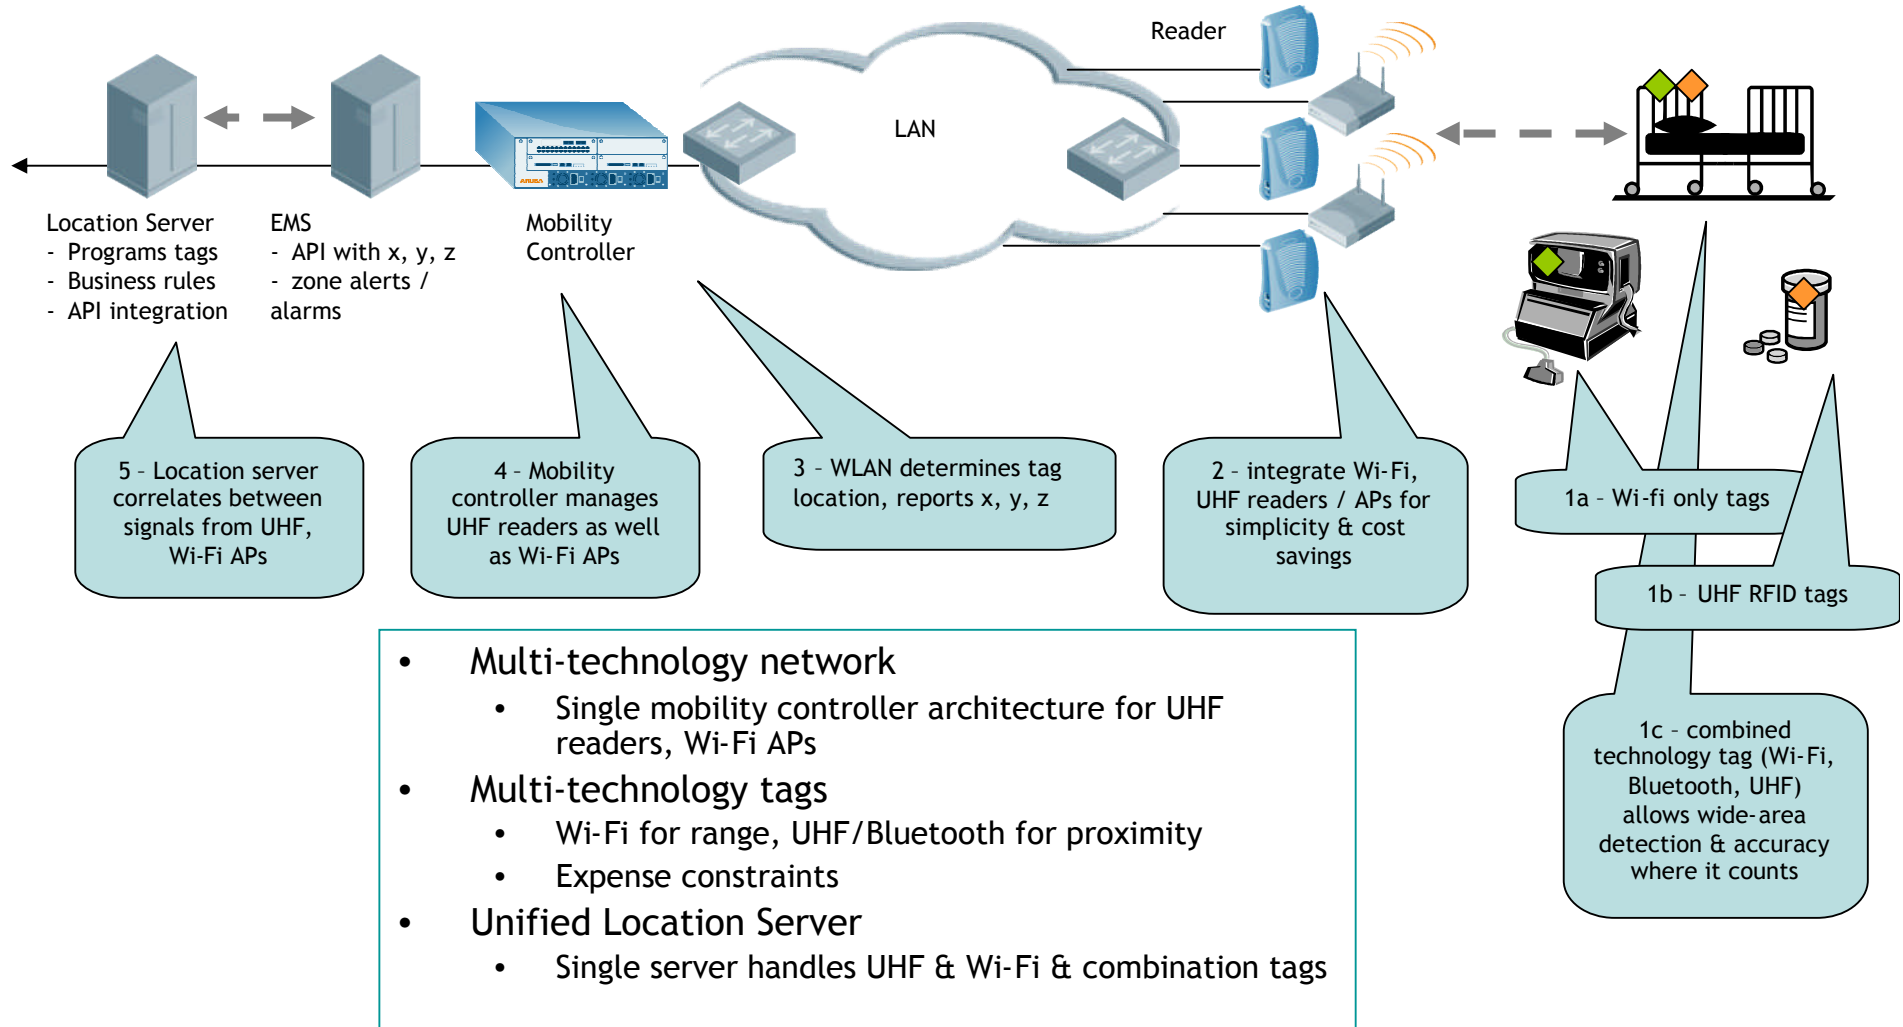 Reader
LAN
Location Server
- Programs tags
- Business rules
- API integration
EMS
- API with x, y, z
- zone alerts /
alarms
Mobility
Controller
ARUBA
5 – Location server
correlates between
signals from UHF,
Wi-Fi APs
4 – Mobility
controller manages
UHF readers as well
as Wi-Fi APs
3 – WLAN determines tag
location, reports x, y, z
2 – integrate Wi-Fi,
UHF readers / APs for
simplicity & cost
savings
1a – Wi-fi only tags
1b – UHF RFID tags
1c – combined
technology tag (Wi-Fi,
Bluetooth, UHF)
allows wide-area
detection & accuracy
where it counts
• Multi-technology network
• Single mobility controller architecture for UHF
readers, Wi-Fi APs
• Multi-technology tags
• Wi-Fi for range, UHF/Bluetooth for proximity
• Expense constraints
• Unified Location Server
• Single server handles UHF & Wi-Fi & combination tags